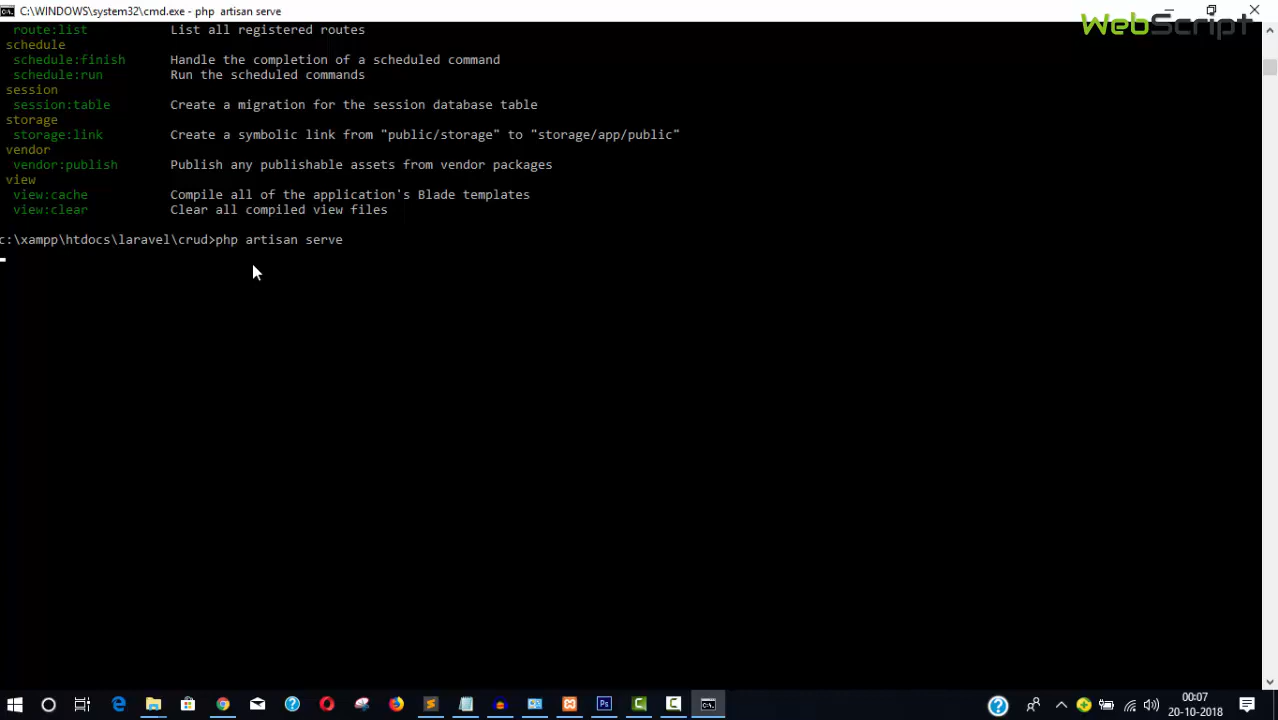 C:\WINDOWS\system32\cmd.exe - php  artisan serve
WebScript
route:list List all registered routes
schedule
schedule:finish Handle the completion of a scheduled command
schedule:run Run the scheduled commands
session
session:table Create a migration for the session database table
storage
storage:link Create a symbolic link from "public/storage" to "storage/app/public"
vendor
vendor:publish Publish any publishable assets from vendor packages
view
view:cache Compile all of the application's Blade templates
view:clear Clear all compiled view files
c:\xampp\htdocs\laravel\crud>php artisan serve
Ps
00:07
20-10-2018